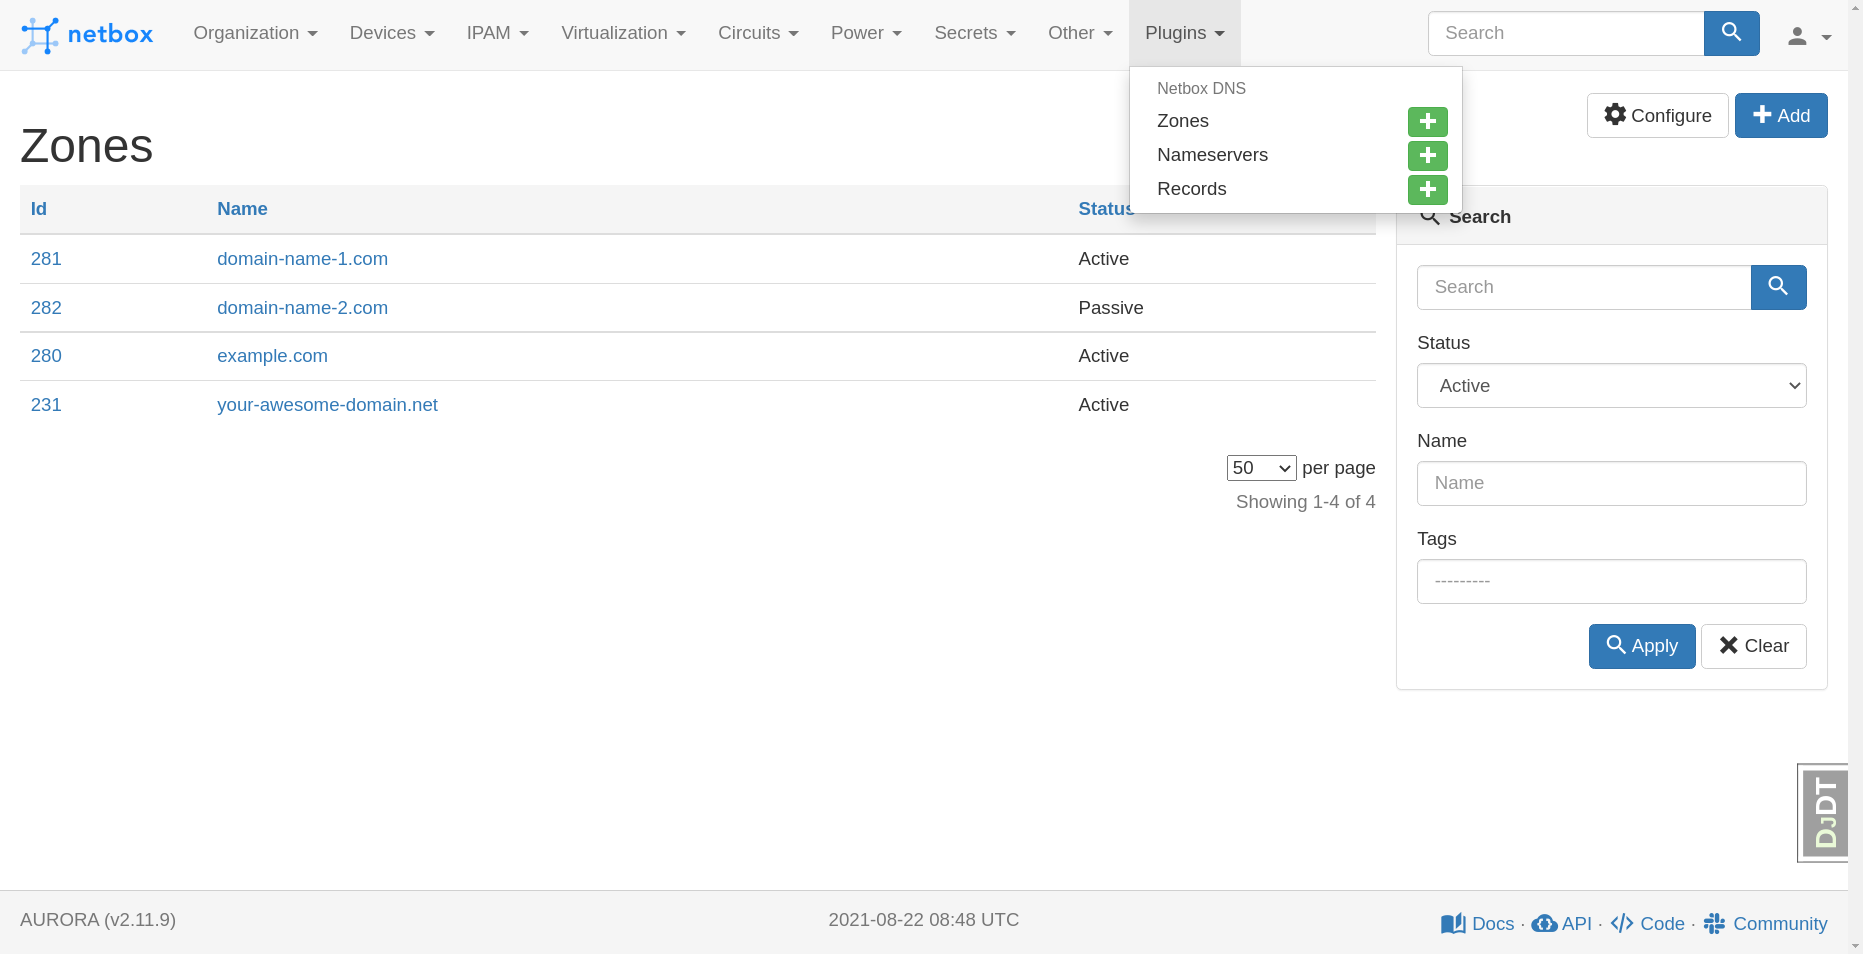 netbox Organization Devices IPAM Virtualization Circuits Power Secrets Other Plugins Search
Netbox DNS
Zones
Nameservers
Records
Configure Add
Zones
Id Name Status
281 domain-name-1.com Active
282 domain-name-2.com Passive
280 example.com Active
231 your-awesome-domain.net Active
50 per page
Showing 1-4 of 4
Search
Search
Status
Active
Name
Name
Tags
---------
Apply Clear
DJDT
AURORA (v2.11.9) 2021-08-22 08:48 UTC Docs · API · Code · Community